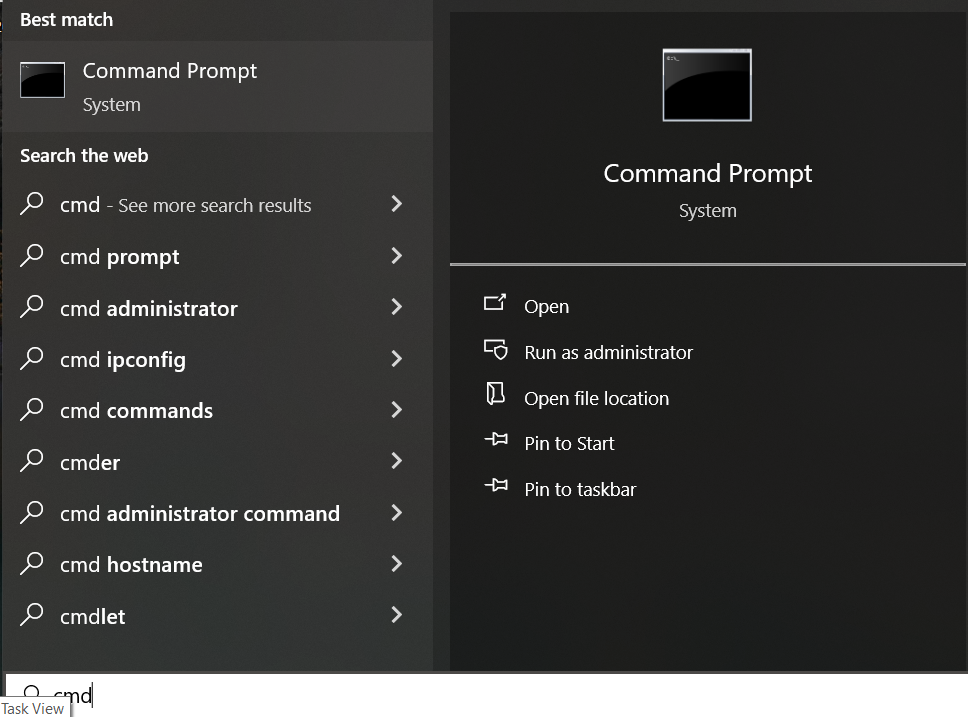 Best match
Command Prompt
System
Search the web
cmd - See more search results
cmd prompt
cmd administrator
cmd ipconfig
cmd commands
cmder
cmd administrator command
cmd hostname
cmdlet
Command Prompt
System
Open
Run as administrator
Open file location
Pin to Start
Pin to taskbar
cmd
Task View